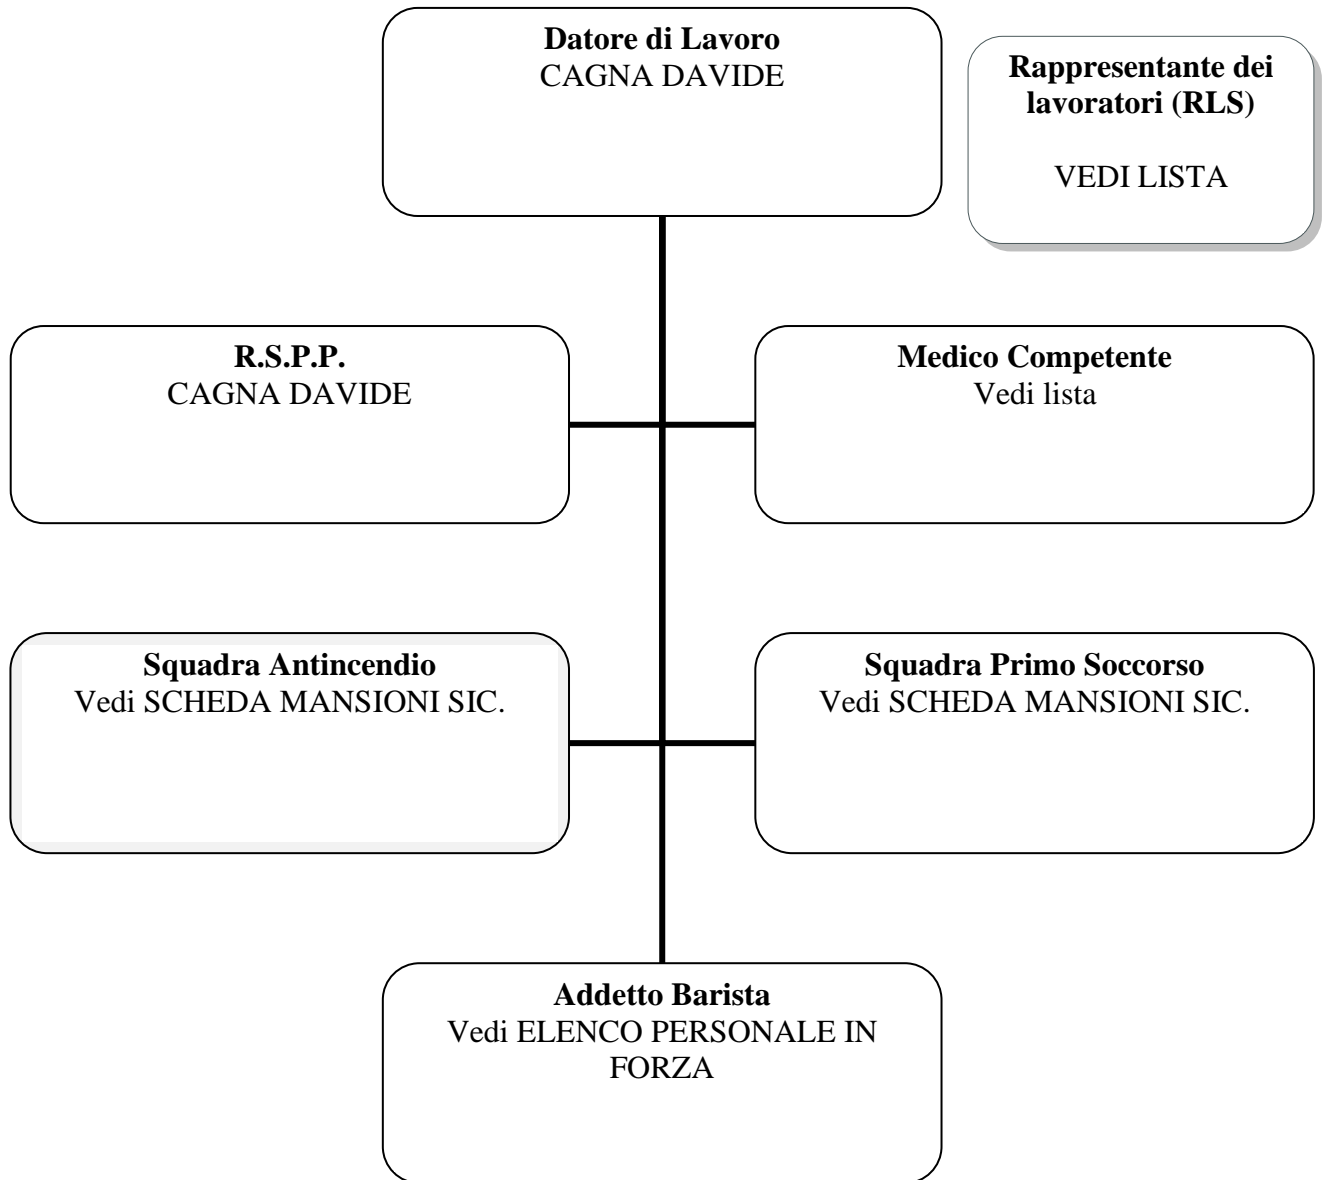 Datore di Lavoro
CAGNA DAVIDE
Rappresentante dei
lavoratori (RLS)
VEDI LISTA
R.S.P.P.
CAGNA DAVIDE
Medico Competente
Vedi lista
Squadra Antincendio
Vedi SCHEDA MANSIONI SIC.
Squadra Primo Soccorso
Vedi SCHEDA MANSIONI SIC.
Addetto Barista
Vedi ELENCO PERSONALE IN
FORZA